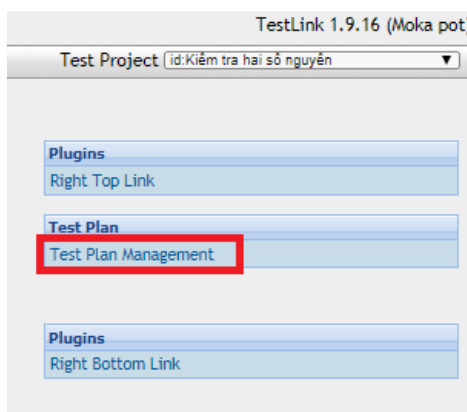 TestLink 1.9.16 (Moka pot)
Test Project id:Kiểm tra hai số nguyên
Plugins
Right Top Link
Test Plan
Test Plan Management
Plugins
Right Bottom Link